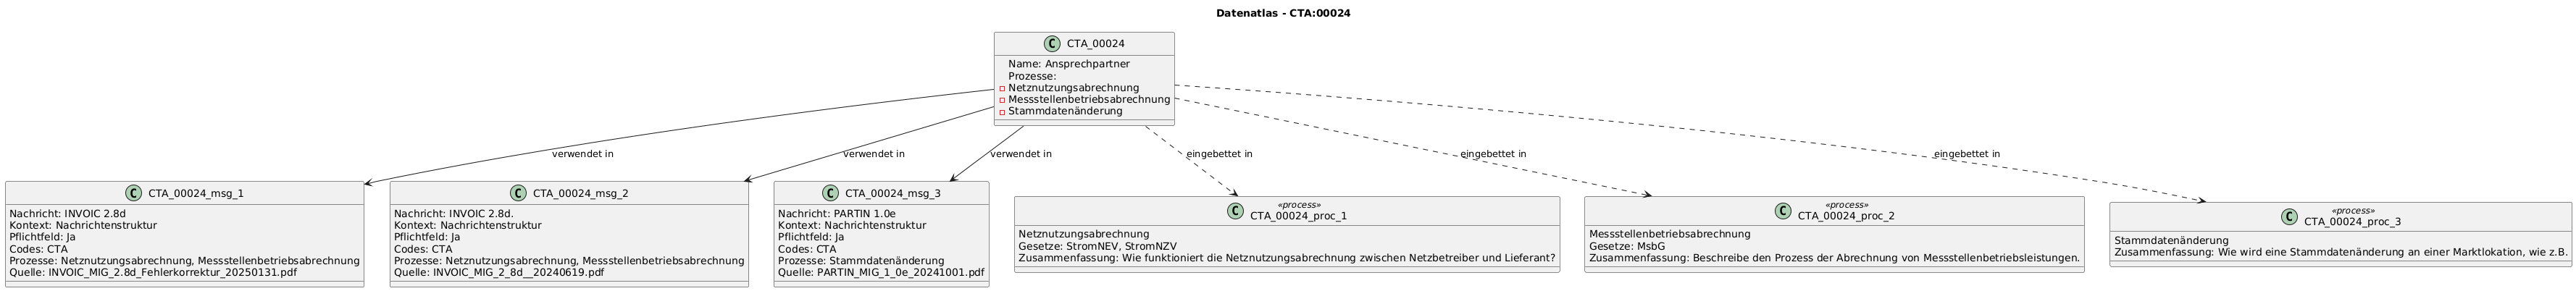 Datenatlas - CTA:00024
C CTA_00024
Name: Ansprechpartner
Prozesse:
Netznutzungsabrechnung
Messstellenbetriebsabrechnung
Stammdatenänderung
verwendet in
verwendet in
verwendet in
eingebettet in
eingebettet in
eingebettet in
C CTA_00024_msg_1
Nachricht: INVOIC 2.8d
Kontext: Nachrichtenstruktur
Pflichtfeld: Ja
Codes: CTA
Prozesse: Netznutzungsabrechnung, Messstellenbetriebsabrechnung
Quelle: INVOIC_MIG_2.8d_Fehlerkorrektur_20250131.pdf
C CTA_00024_msg_2
Nachricht: INVOIC 2.8d.
Kontext: Nachrichtenstruktur
Pflichtfeld: Ja
Codes: CTA
Prozesse: Netznutzungsabrechnung, Messstellenbetriebsabrechnung
Quelle: INVOIC_MIG_2_8d__20240619.pdf
C CTA_00024_msg_3
Nachricht: PARTIN 1.0e
Kontext: Nachrichtenstruktur
Pflichtfeld: Ja
Codes: CTA
Prozesse: Stammdatenänderung
Quelle: PARTIN_MIG_1_0e_20241001.pdf
«process»
C CTA_00024_proc_1
Netznutzungsabrechnung
Gesetze: StromNEV, StromNZV
Zusammenfassung: Wie funktioniert die Netznutzungsabrechnung zwischen Netzbetreiber und Lieferant?
«process»
C CTA_00024_proc_2
Messstellenbetriebsabrechnung
Gesetze: MsbG
Zusammenfassung: Beschreibe den Prozess der Abrechnung von Messstellenbetriebsleistungen.
«process»
C CTA_00024_proc_3
Stammdatenänderung
Zusammenfassung: Wie wird eine Stammdatenänderung an einer Marktlokation, wie z.B.